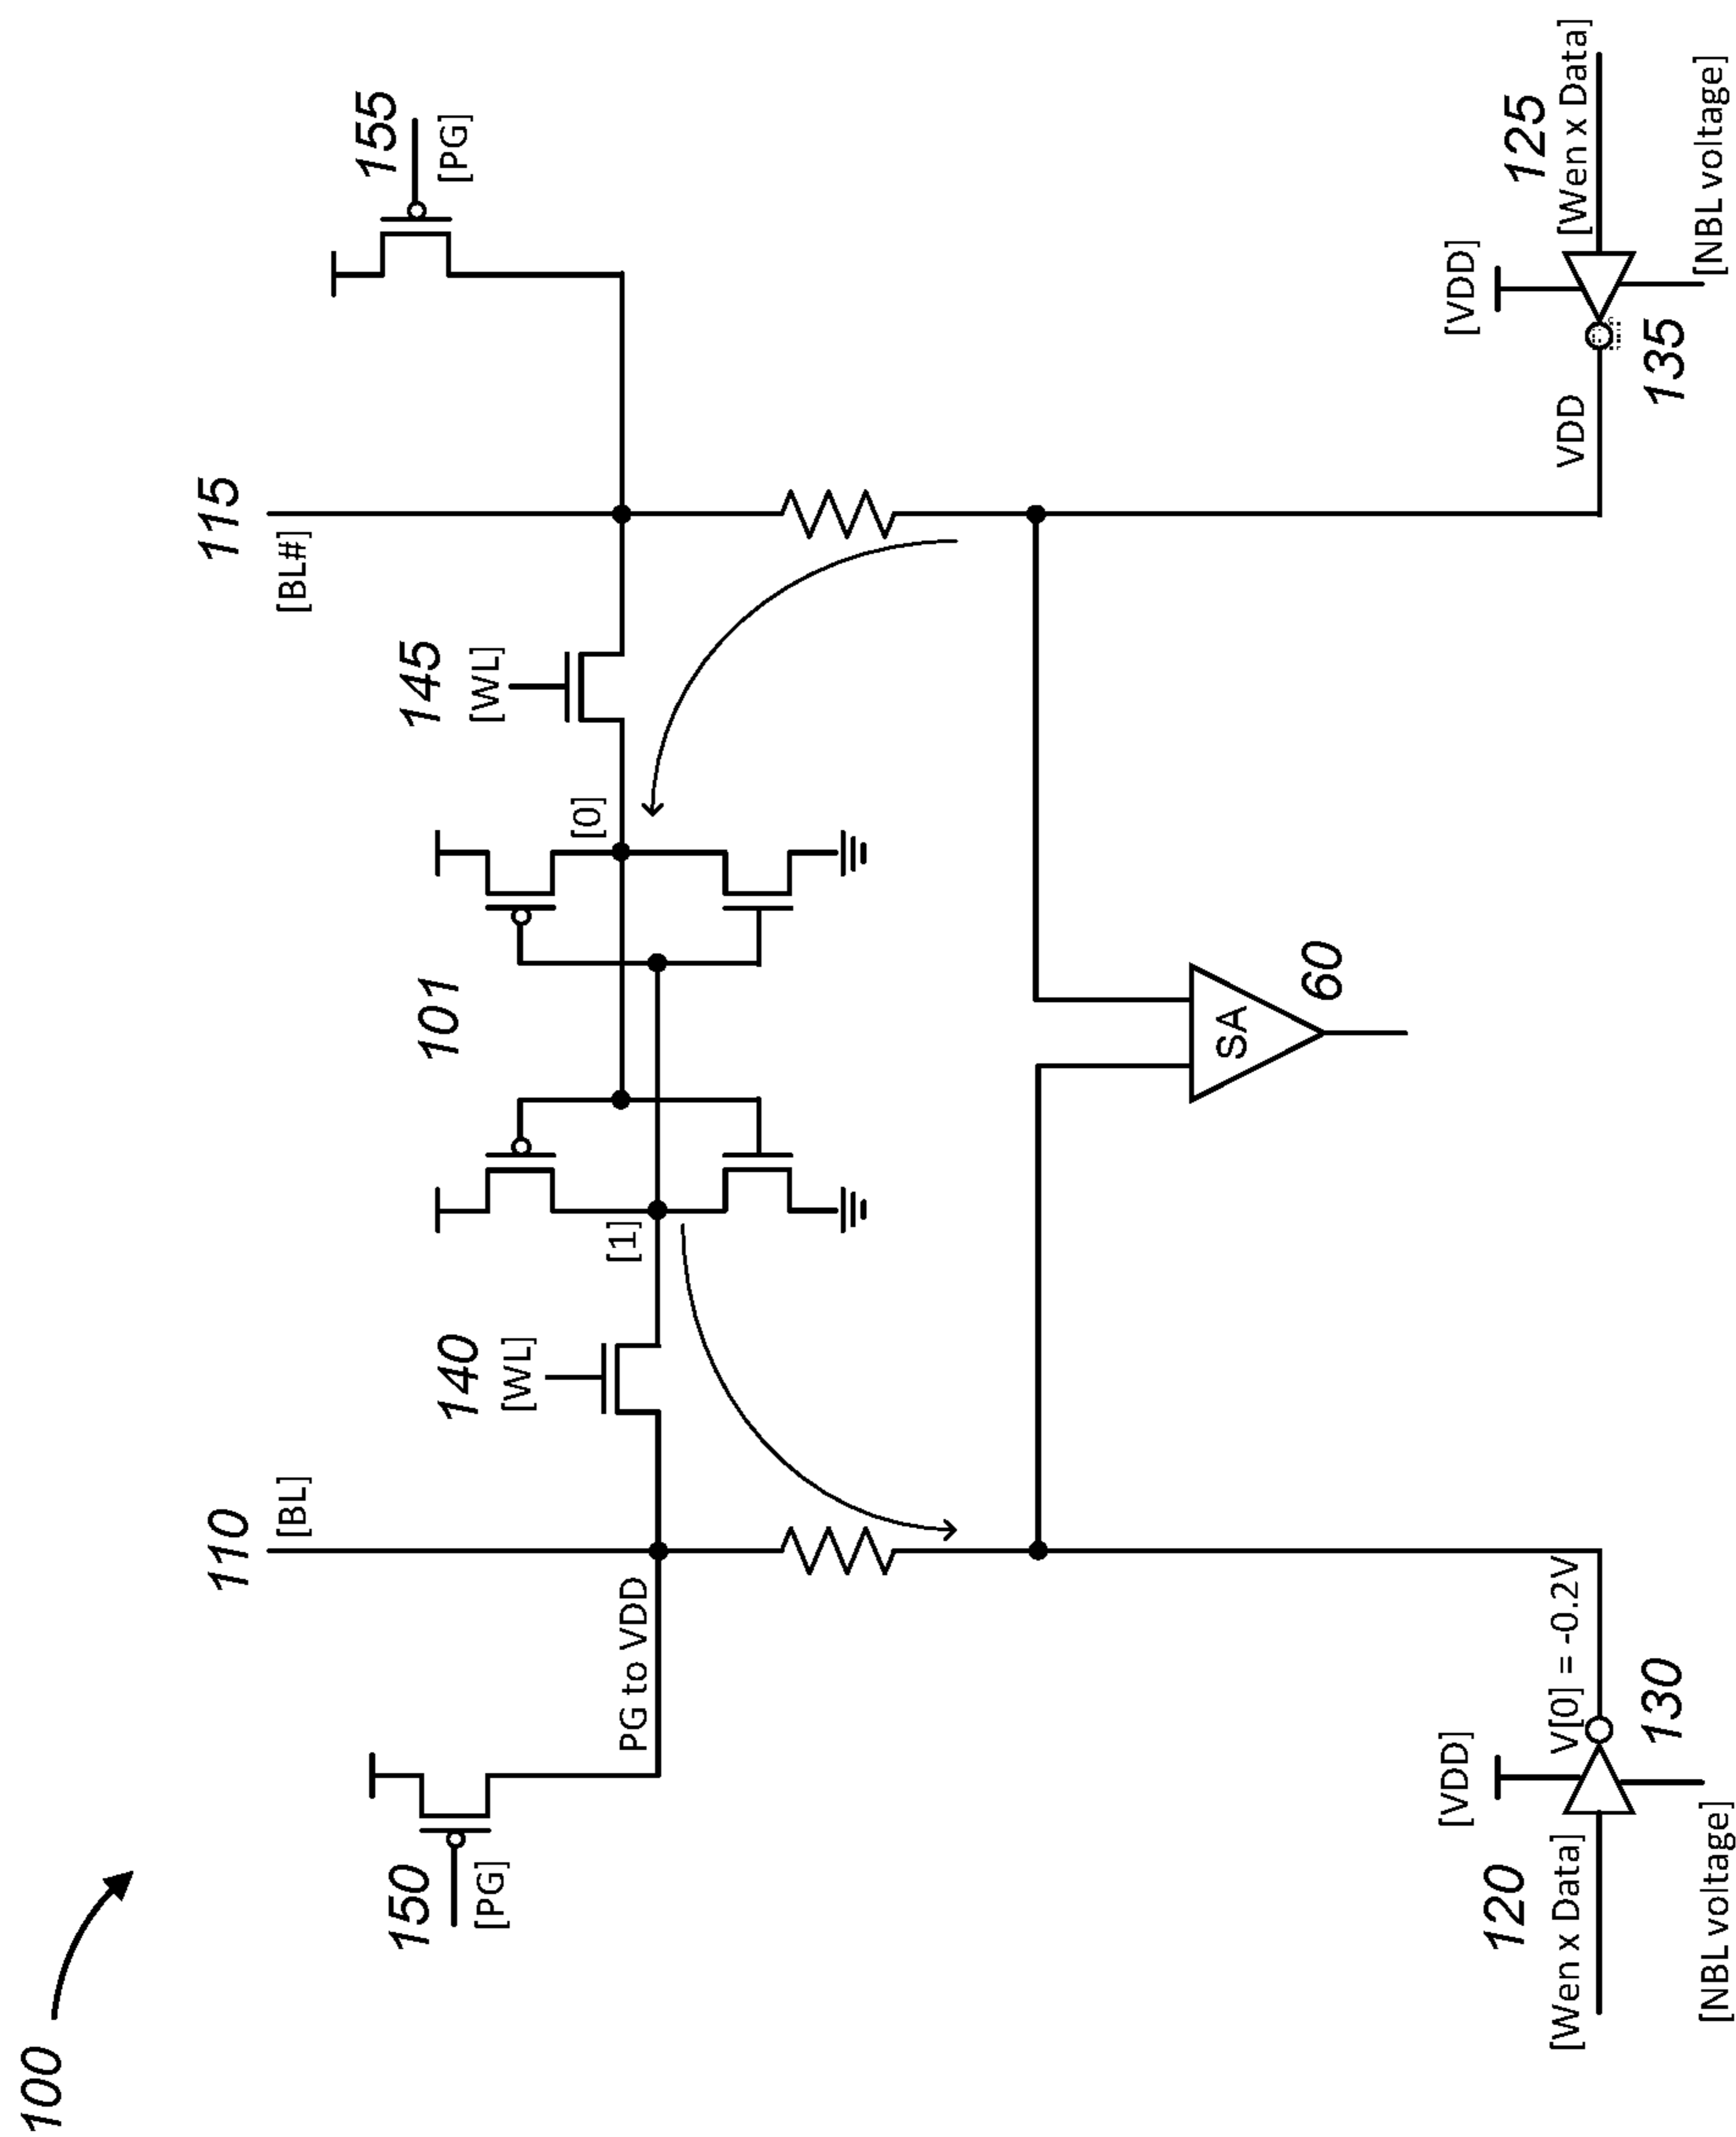 100
110
[BL]
115
[BL#]
150
[PG]
PG to VDD
140
[WL]
[1]
101
[0]
145
[WL]
155
[PG]
SA
60
120
[Wen x Data]
[VDD]
V[0] = -0.2V
130
[NBL voltage]
VDD
[VDD]
125
[Wen x Data]
135
[NBL voltage]